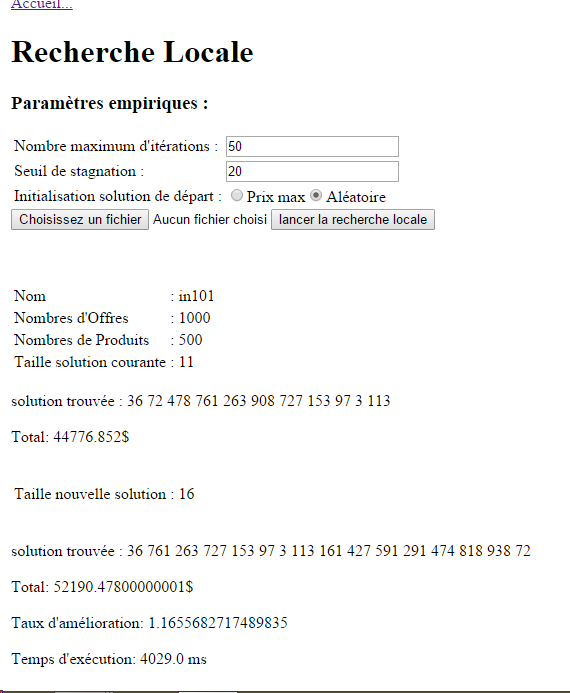 Accueil...
Recherche Locale
Paramètres empiriques :
Nombre maximum d'itérations : 50
Seuil de stagnation : 20
Initialisation solution de départ : Prix max Aléatoire
Choisissez un fichier Aucun fichier choisi lancer la recherche locale
Nom : in101
Nombres d'Offres : 1000
Nombres de Produits : 500
Taille solution courante : 11
solution trouvée : 36 72 478 761 263 908 727 153 97 3 113
Total: 44776.852$
Taille nouvelle solution : 16
solution trouvée : 36 761 263 727 153 97 3 113 161 427 591 291 474 818 938 72
Total: 52190.47800000001$
Taux d'amélioration: 1.1655682717489835
Temps d'exécution: 4029.0 ms